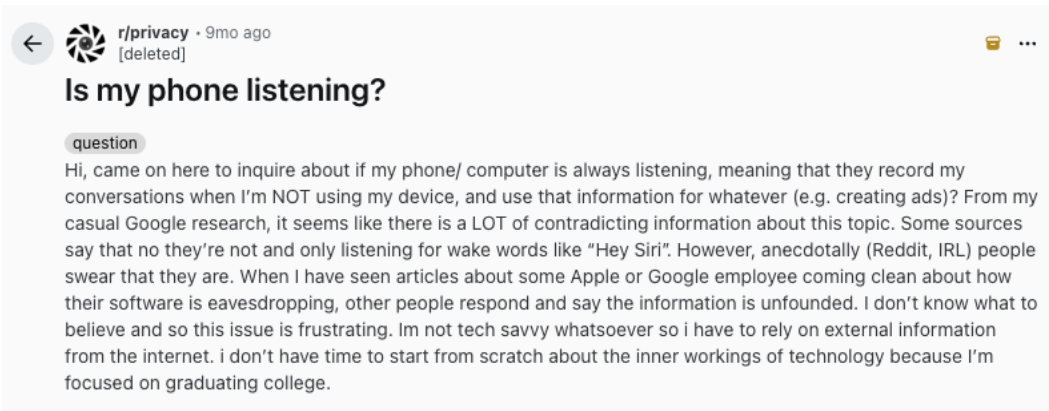 r/privacy • 9mo ago
[deleted]
Is my phone listening?
question
Hi, came on here to inquire about if my phone/ computer is always listening, meaning that they record my
conversations when I’m NOT using my device, and use that information for whatever (e.g. creating ads)? From my
casual Google research, it seems like there is a LOT of contradicting information about this topic. Some sources
say that no they’re not and only listening for wake words like “Hey Siri”. However, anecdotally (Reddit, IRL) people
swear that they are. When I have seen articles about some Apple or Google employee coming clean about how
their software is eavesdropping, other people respond and say the information is unfounded. I don’t know what to
believe and so this issue is frustrating. Im not tech savvy whatsoever so i have to rely on external information
from the internet. i don’t have time to start from scratch about the inner workings of technology because I’m
focused on graduating college.